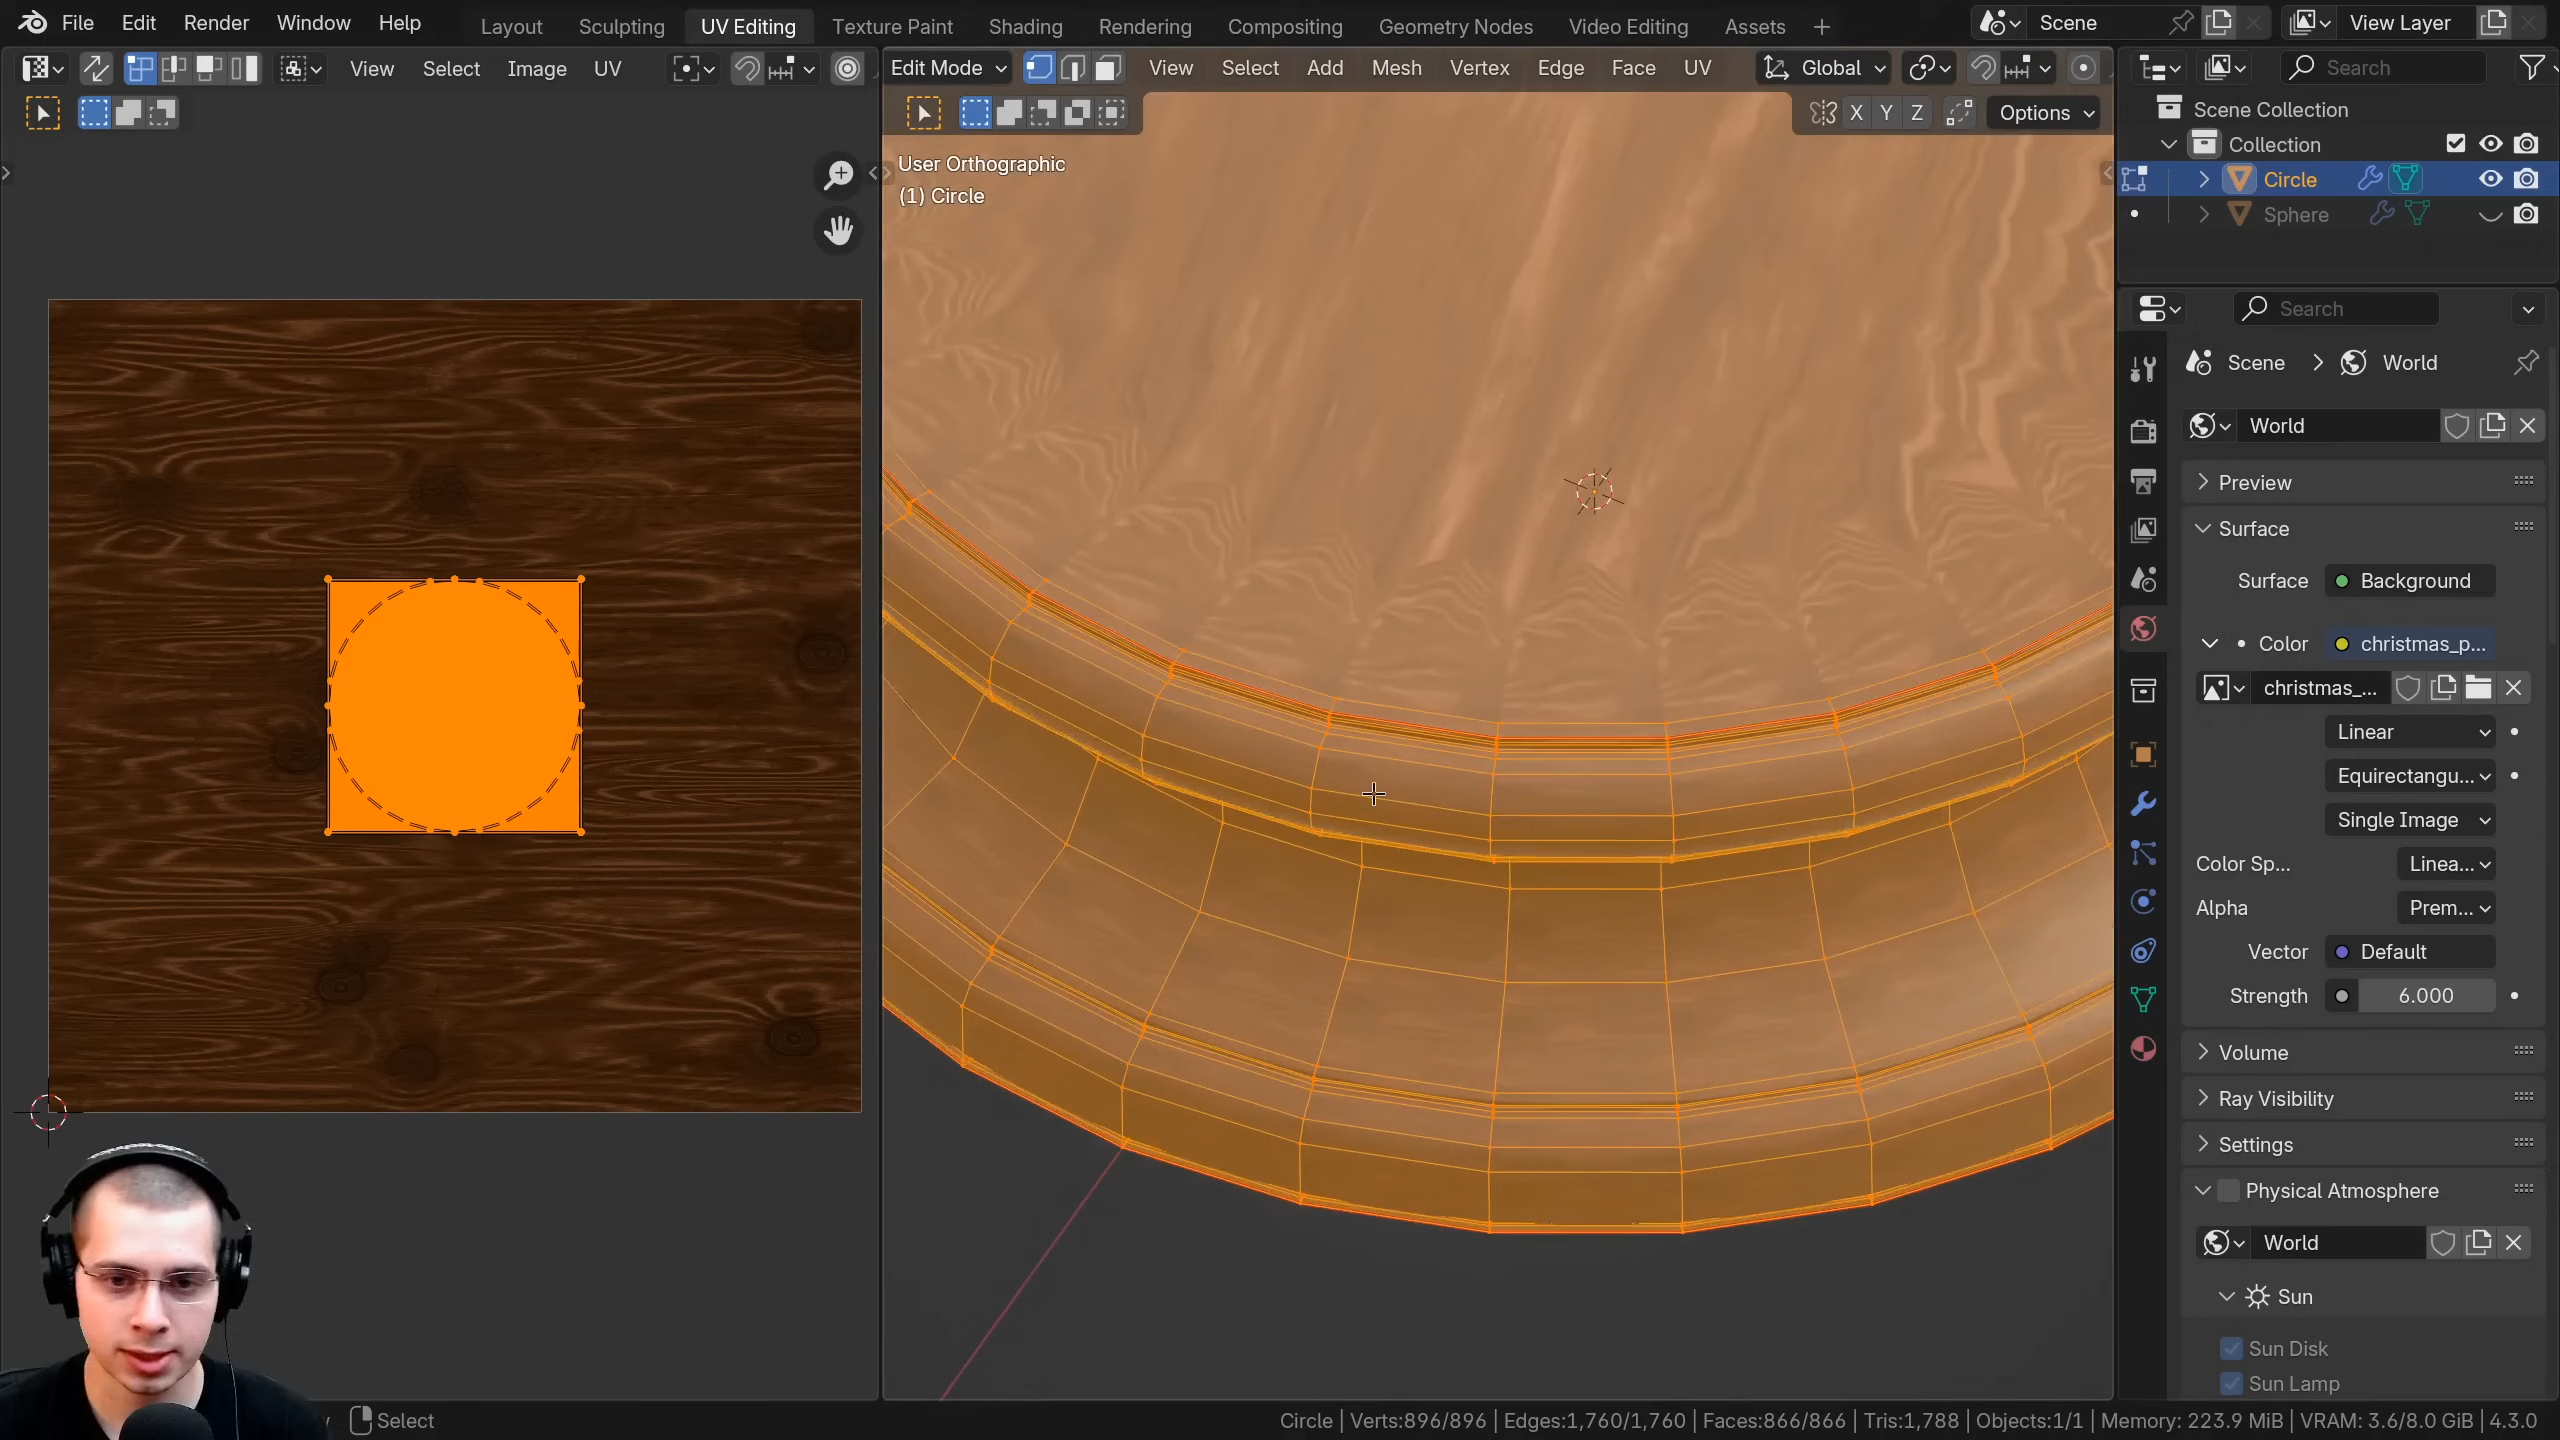 File Edit Render Window Help
Layout Sculpting UV Editing Texture Paint Shading Rendering Compositing Geometry Nodes Video Editing Assets +
Scene
View Layer
View Select Image UV
Edit Mode View Select Add Mesh Vertex Edge Face UV
Global
X Y Z
Options
User Orthographic
(1) Circle
Search
Scene Collection
Collection
Circle
Sphere
Search
Scene > World
World
Preview
Surface
Surface Background
Color christmas_p...
christmas_...
Linear
Equirectangu...
Single Image
Color Sp... Linea...
Alpha Prem...
Vector Default
Strength 6.000
Volume
Ray Visibility
Settings
Physical Atmosphere
World
Sun
Sun Disk
Sun Lamp
Select
Circle | Verts:896/896 | Edges:1,760/1,760 | Faces:866/866 | Tris:1,788 | Objects:1/1 | Memory: 223.9 MiB | VRAM: 3.6/8.0 GiB | 4.3.0